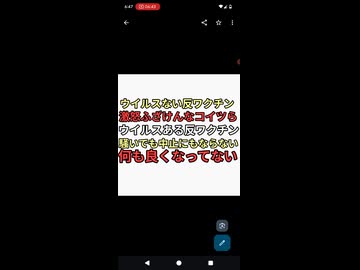 4:47
04:43
ウイルスない反ワクチン
激怒ふざけんなコイツら
ウイルスある反ワクチン
騒いでも中止にもならない
何も良くなってない